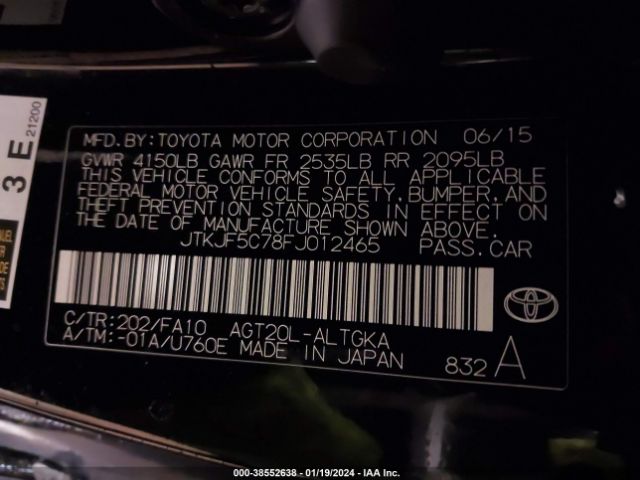 MFD. BY: TOYOTA MOTOR CORPORATION 06/15
GVWR 4150LB GAWR FR 2535LB RR 2095LB
THIS VEHICLE CONFORMS TO ALL APPLICABLE
FEDERAL MOTOR VEHICLE SAFETY, BUMPER, AND
THEFT PREVENTION STANDARDS IN EFFECT ON
THE DATE OF MANUFACTURE SHOWN ABOVE.
JTKJF5C78FJ012465 PASS.CAR
C/TR: 202/FA10 AGT20L-ALTGKA
A/TM: -01A/U760E MADE IN JAPAN 832 A
3 E
21200
000-38552638 - 01/19/2024 - IAA Inc.